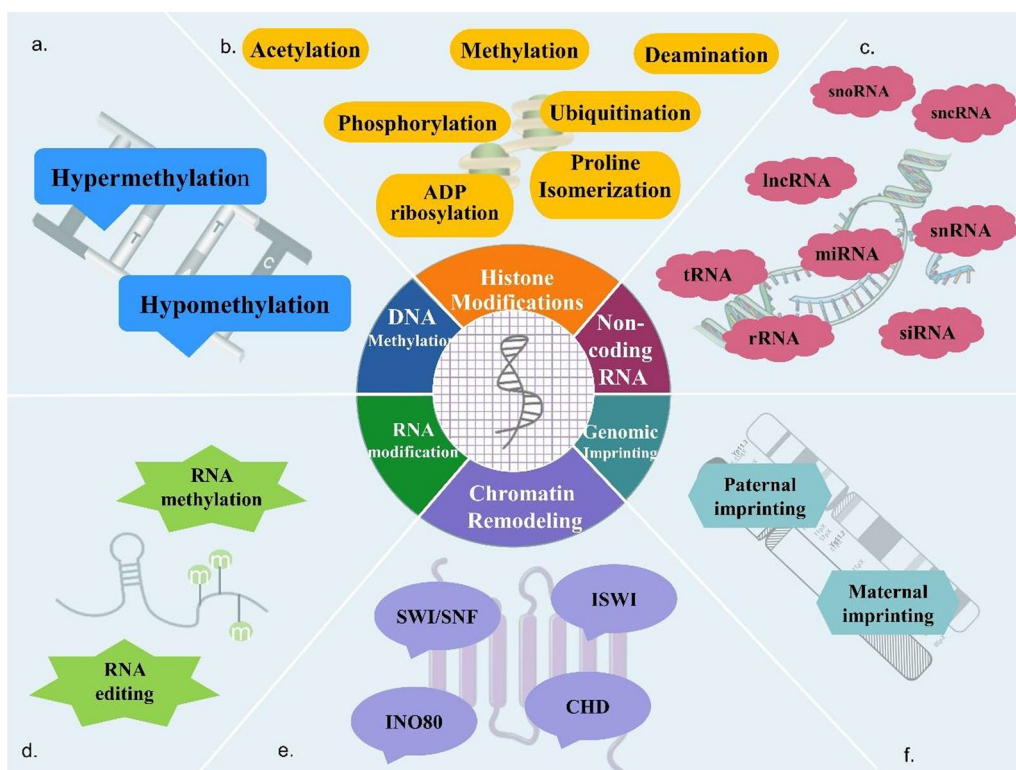 a.
Hypermethylation
T
T
C
Hypomethylation
b.
Acetylation
Methylation
Deamination
Phosphorylation
Ubiquitination
ADP
ribosylation
Proline
Isomerization
c.
snoRNA
sncRNA
lncRNA
snRNA
miRNA
tRNA
rRNA
siRNA
Histone
Modifications
DNA
Methylation
Non-
coding
RNA
RNA
modification
Genomic
Imprinting
Chromatin
Remodeling
RNA
methylation
m
m
m
RNA
editing
d.
SWI/SNF
ISWI
INO80
CHD
e.
Paternal
imprinting
Maternal
imprinting
f.